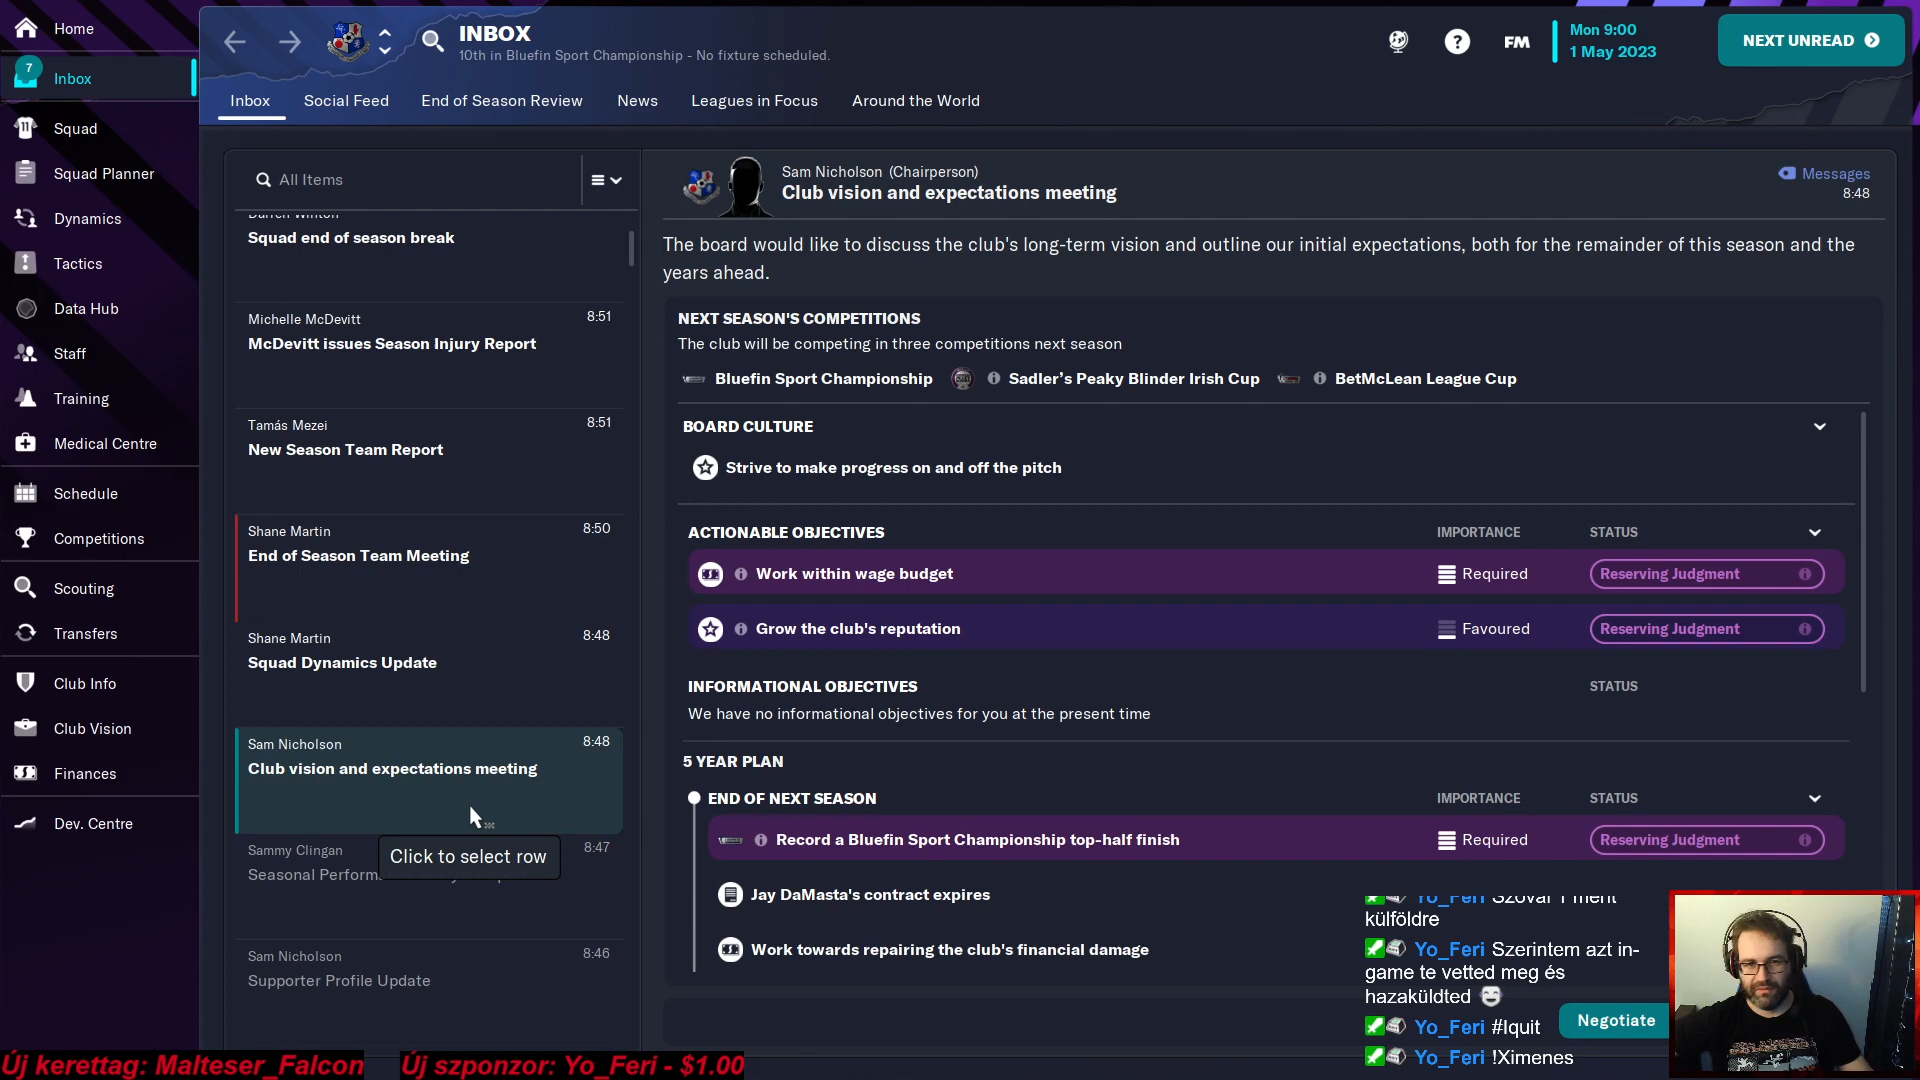 Home
7
Inbox
Squad
Squad Planner
Dynamics
Tactics
Data Hub
Staff
Training
Medical Centre
Schedule
Competitions
Scouting
Transfers
Club Info
Club Vision
Finances
Dev. Centre
INBOX
10th in Bluefin Sport Championship - No fixture scheduled.
?
FM
Mon 9:00
1 May 2023
NEXT UNREAD
Inbox
Social Feed
End of Season Review
News
Leagues in Focus
Around the World
All Items
Darren Winton
Squad end of season break
Michelle McDevitt
8:51
McDevitt issues Season Injury Report
Tamás Mezei
8:51
New Season Team Report
Shane Martin
8:50
End of Season Team Meeting
Shane Martin
8:48
Squad Dynamics Update
Sam Nicholson
8:48
Club vision and expectations meeting
Sammy Clingan
8:47
Click to select row
Sam Nicholson
8:46
Supporter Profile Update
Sam Nicholson (Chairperson)
Club vision and expectations meeting
Messages
8:48
The board would like to discuss the club's long-term vision and outline our initial expectations, both for the remainder of this season and the
years ahead.
NEXT SEASON'S COMPETITIONS
The club will be competing in three competitions next season
Bluefin Sport Championship
Sadler's Peaky Blinder Irish Cup
BetMcLean League Cup
BOARD CULTURE
Strive to make progress on and off the pitch
ACTIONABLE OBJECTIVES
IMPORTANCE
STATUS
Work within wage budget
Required
Reserving Judgment
Grow the club's reputation
Favoured
Reserving Judgment
INFORMATIONAL OBJECTIVES
STATUS
We have no informational objectives for you at the present time
5 YEAR PLAN
END OF NEXT SEASON
IMPORTANCE
STATUS
Record a Bluefin Sport Championship top-half finish
Required
Reserving Judgment
Jay DaMasta's contract expires
Work towards repairing the club's financial damage
Negotiate
Yo_Feri Szóval 1 ment
külföldre
Yo_Feri Szerintem azt in-
game te vetted meg és
hazaküldted
Yo_Feri #Iquit
Yo_Feri !Ximenes
Új kerettag: Malteser_Falcon
Új szponzor: Yo_Feri - $1.00